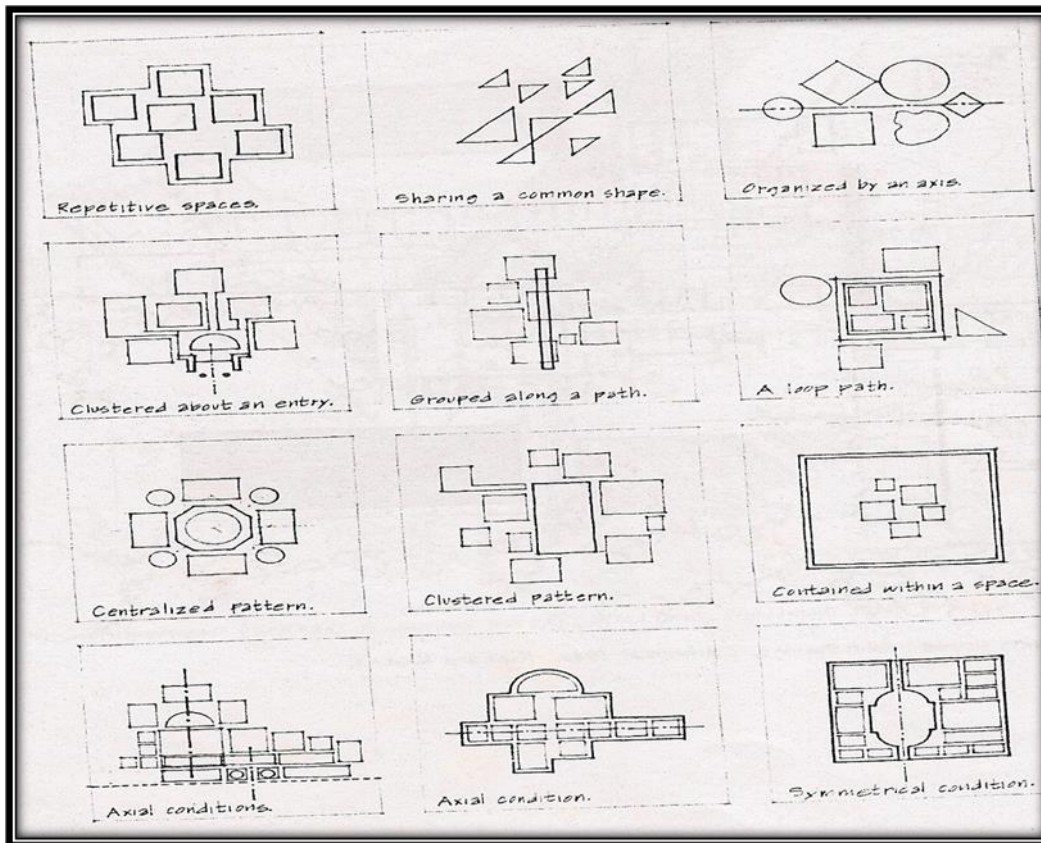 Repetitive spaces.
Sharing a common shape.
Organized by an axis.
Clustered about an entry.
Grouped along a path.
A loop path.
Centralized pattern.
Clustered pattern.
Contained within a space.
Axial conditions.
Axial condition.
Symmetrical condition.